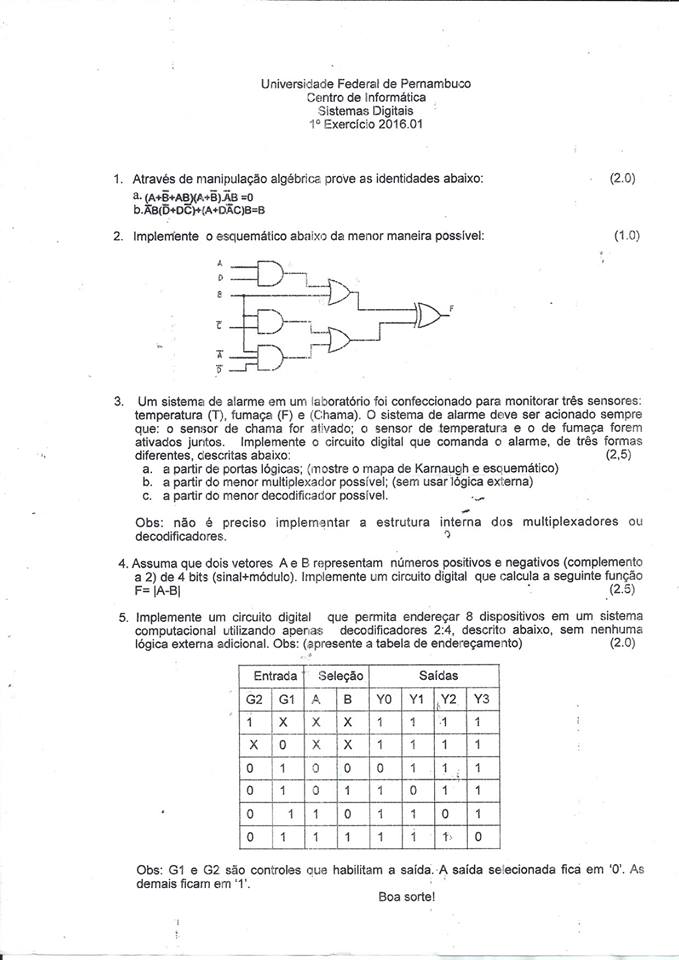 Universidade Federal de Pernambuco
Centro de Informática
Sistemas Digitais
1º Exercício 2016.01
1. Através de manipulação algébrica prove as identidades abaixo: (2.0)
a. (A+B̅+AB)(A+B̅).A̅B =0
b.A̅B(D̅+DC̅)+(A+DA̅C)B=B
2. Implemente o esquemático abaixo da menor maneira possível: (1.0)
A
D
B
F
C̅
A̅
D̅
3. Um sistema de alarme em um laboratório foi confeccionado para monitorar três sensores:
temperatura (T), fumaça (F) e (Chama). O sistema de alarme deve ser acionado sempre
que: o sensor de chama for ativado; o sensor de temperatura e o de fumaça forem
ativados juntos. Implemente o circuito digital que comanda o alarme, de três formas
diferentes, descritas abaixo: (2,5)
a. a partir de portas lógicas; (mostre o mapa de Karnaugh e esquemático)
b. a partir do menor multiplexador possível; (sem usar lógica externa)
c. a partir do menor decodificador possível.
Obs: não é preciso implementar a estrutura interna dos multiplexadores ou
decodificadores.
4. Assuma que dois vetores A e B representam números positivos e negativos (complemento
a 2) de 4 bits (sinal+módulo). Implemente um circuito digital que calcula a seguinte função
F= |A-B| (2.5)
5. Implemente um circuito digital que permita endereçar 8 dispositivos em um sistema
computacional utilizando apenas decodificadores 2:4, descrito abaixo, sem nenhuma
lógica externa adicional. Obs: (apresente a tabela de endereçamento) (2.0)
Entrada Seleção Saídas
G2 G1 A B Y0 Y1 Y2 Y3
1 X X X 1 1 1 1
X 0 X X 1 1 1 1
0 1 0 0 0 1 1 1
0 1 0 1 1 0 1 1
0 1 1 0 1 1 0 1
0 1 1 1 1 1 1 0
Obs: G1 e G2 são controles que habilitam a saída. A saída selecionada fica em ‘0’. As
demais ficam em ‘1’.
Boa sorte!